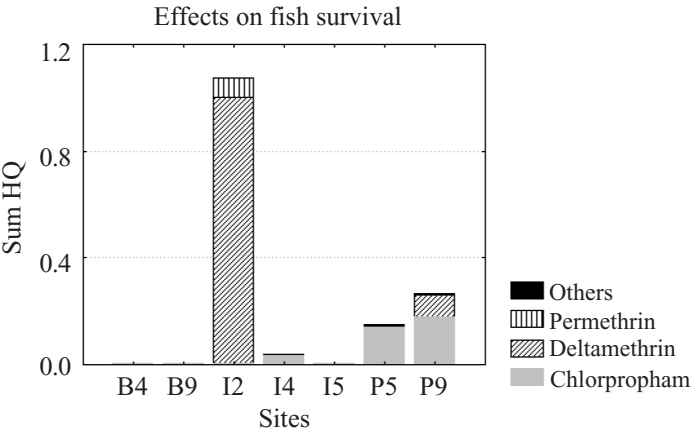 Effects on fish survival
1.2
0.8
0.4
0.0
Sum HQ
B4 B9 I2 I4 I5 P5 P9
Sites
Others
Permethrin
Deltamethrin
Chlorpropham